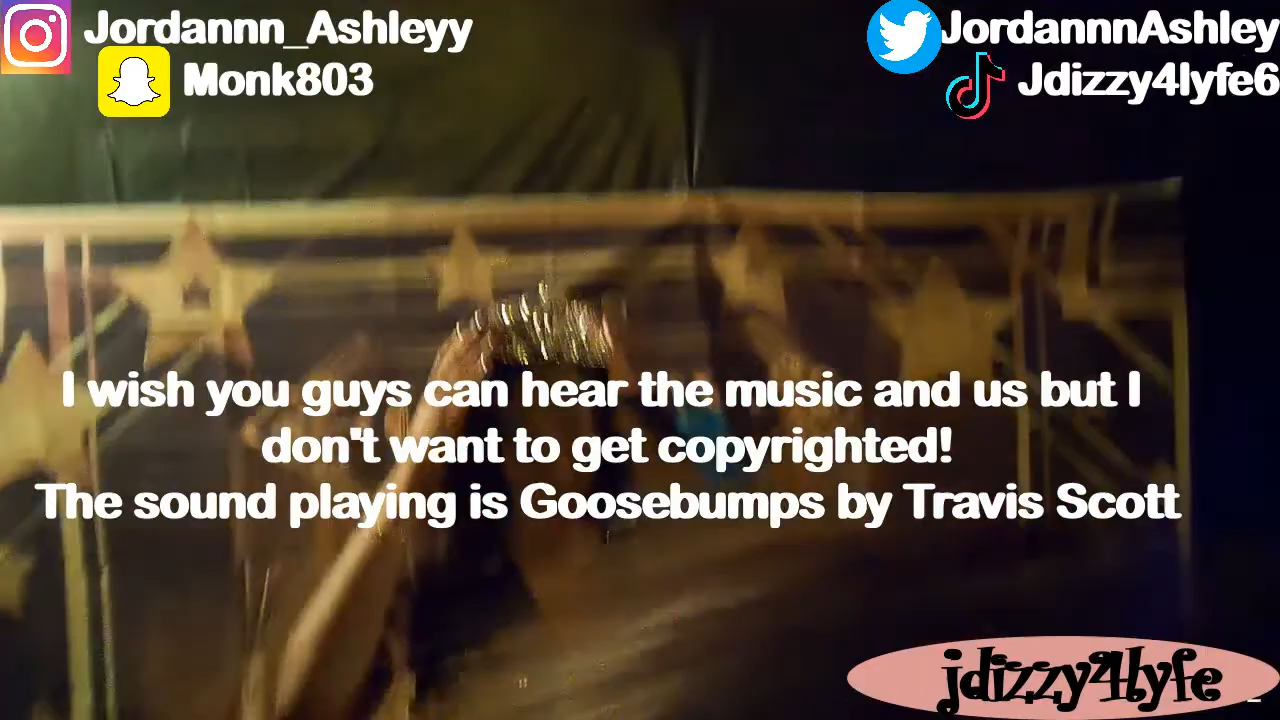 Jordannn_Ashleyy
JordannnAshley
Monk803
Jdizzy4lyfe6
I wish you guys can hear the music and us but I
don't want to get copyrighted!
The sound playing is Goosebumps by Travis Scott
jdizzy4lyfe